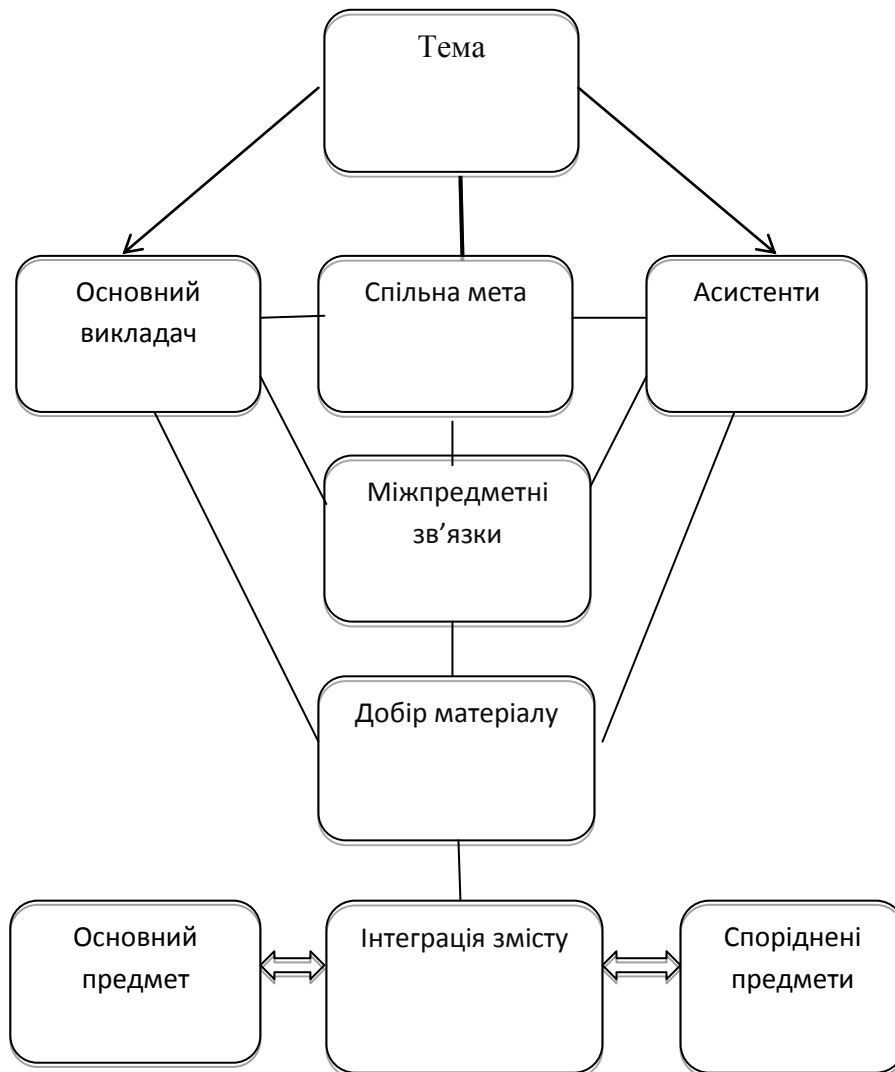 Тема
Основний
викладач
Спільна мета
Асистенти
Міжпредметні
зв’язки
Добір матеріалу
Основний
предмет
Інтеграція змісту
Споріднені
предмети